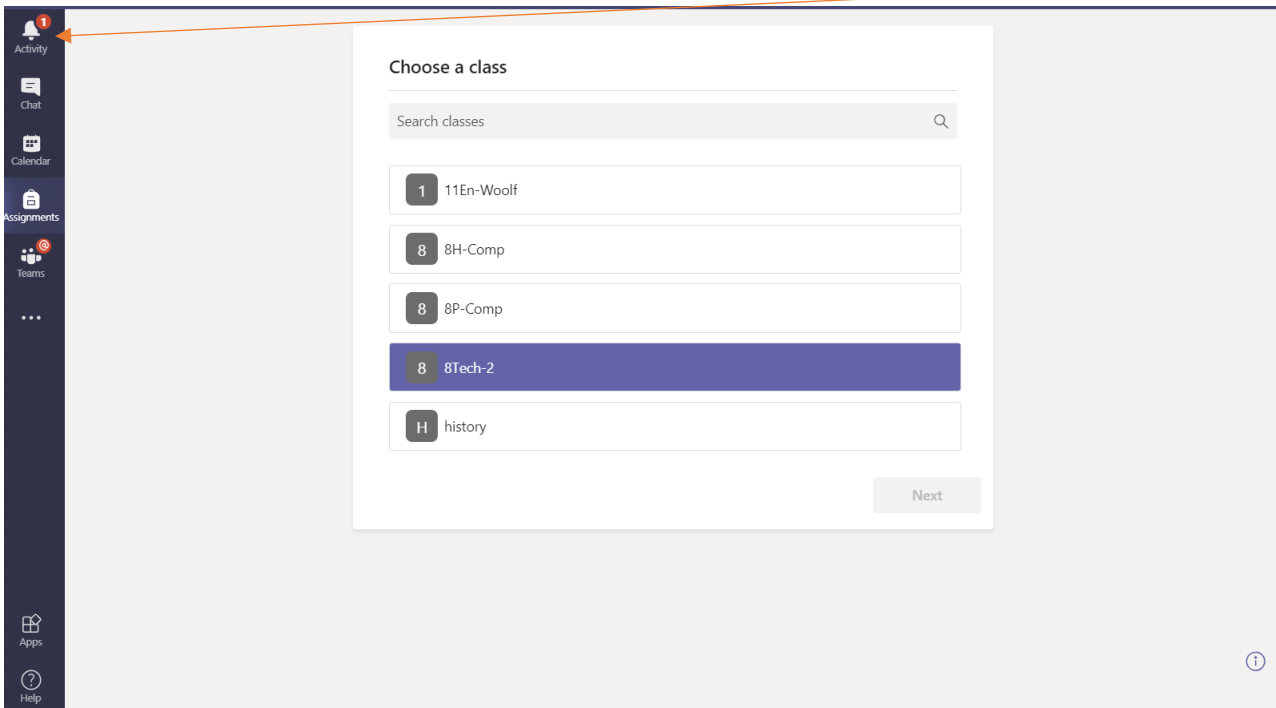 1
Activity
Chat
Calendar
Assignments
@
Teams
Apps
?
Help
Choose a class
Search classes
1 11En-Woolf
8 8H-Comp
8 8P-Comp
8 8Tech-2
H history
Next
i